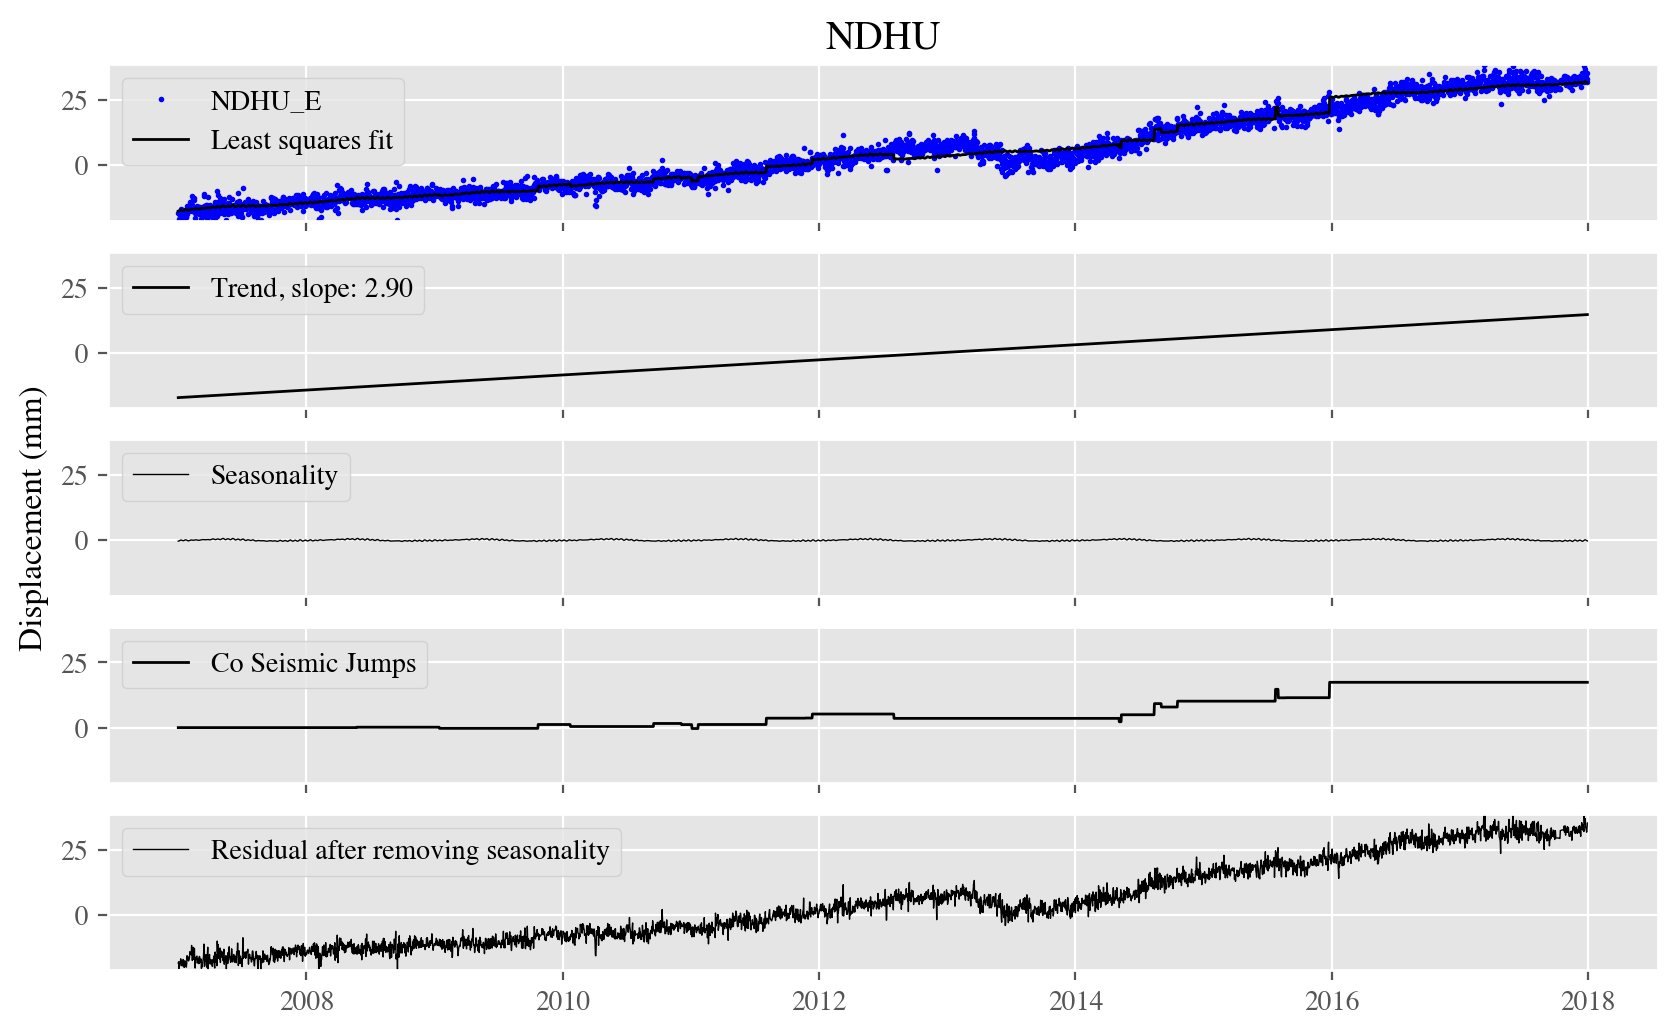 NDHU
25
0
NDHU_E
Least squares fit
25
0
Trend, slope: 2.90
Displacement (mm)
25
0
Seasonality
25
0
Co Seismic Jumps
25
0
Residual after removing seasonality
2008 2010 2012 2014 2016 2018